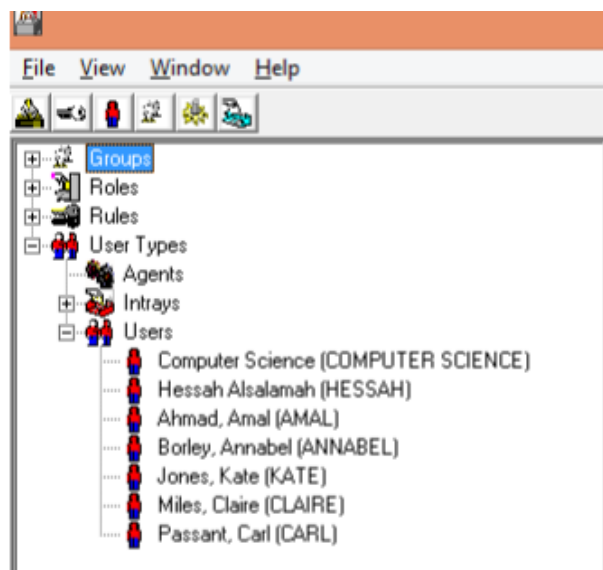 File View Window Help
Groups
Roles
Rules
User Types
Agents
Intrays
Users
Computer Science (COMPUTER SCIENCE)
Hessah Alsalamah (HESSAH)
Ahmad, Amal (AMAL)
Borley, Annabel (ANNABEL)
Jones, Kate (KATE)
Miles, Claire (CLAIRE)
Passant, Carl (CARL)